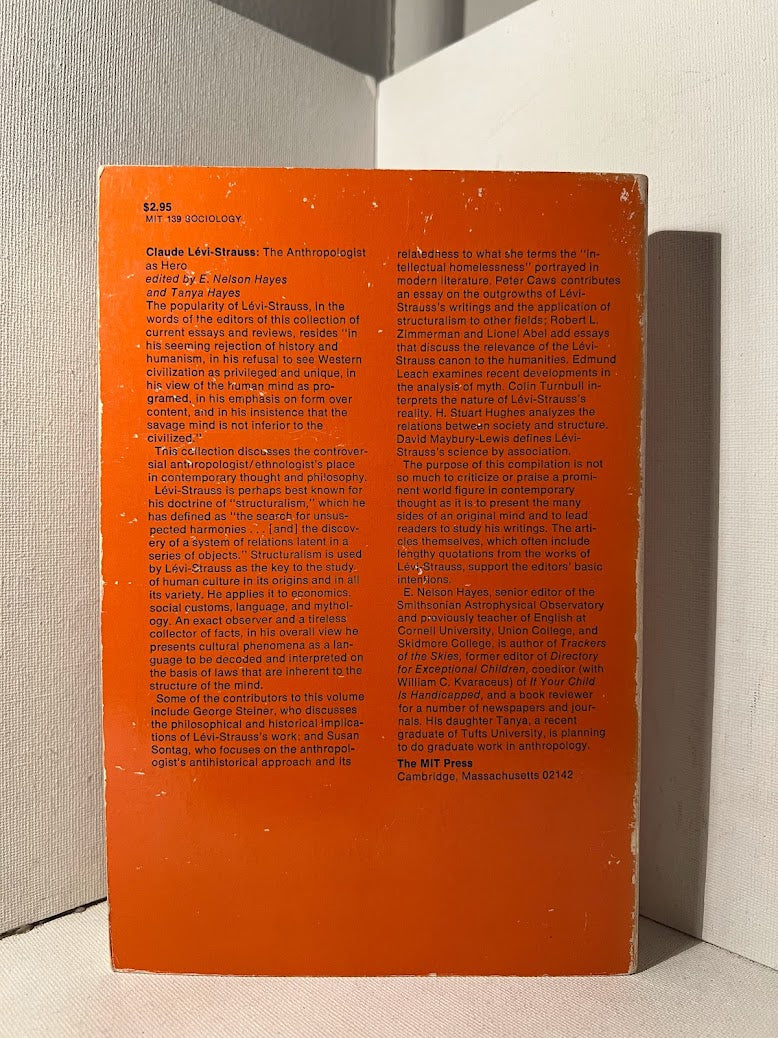 $2.95
MIT 139 SOCIOLOGY
Claude Lévi-Strauss: The Anthropologist
as Hero
edited by E. Nelson Hayes
and Tanya Hayes
The popularity of Lévi-Strauss, in the
words of the editors of this collection of
current essays and reviews, resides "in
his seeming rejection of history and
humanism, in his refusal to see Western
civilization as privileged and unique, in
his view of the human mind as pro-
gramed, in his emphasis on form over
content, and in his insistence that the
savage mind is not inferior to the
civilized."
This collection discusses the controver-
sial anthropologist/ethnologist's place
in contemporary thought and philosophy.
Lévi-Strauss is perhaps best known for
his doctrine of "structuralism," which he
has defined as "the search for unsus-
pected harmonies . . . [and] the discov-
ery of a system of relations latent in a
series of objects." Structuralism is used
by Lévi-Strauss as the key to the study
of human culture in its origins and in all
its variety. He applies it to economics,
social customs, language, and mythol-
ogy. An exact observer and a tireless
collector of facts, in his overall view he
presents cultural phenomena as a lan-
guage to be decoded and interpreted on
the basis of laws that are inherent to the
structure of the mind.
Some of the contributors to this volume
include George Steiner, who discusses
the philosophical and historical implica-
tions of Lévi-Strauss's work; and Susan
Sontag, who focuses on the anthropol-
ogist's antihistorical approach and its
relatedness to what she terms the "in-
tellectual homelessness" portrayed in
modern literature. Peter Caws contributes
an essay on the outgrowths of Lévi-
Strauss's writings and the application of
structuralism to other fields; Robert L.
Zimmerman and Lionel Abel add essays
that discuss the relevance of the Lévi-
Strauss canon to the humanities. Edmund
Leach examines recent developments in
the analysis of myth. Colin Turnbull in-
terprets the nature of Lévi-Strauss's
reality. H. Stuart Hughes analyzes the
relations between society and structure.
David Maybury-Lewis defines Lévi-
Strauss's science by association.
The purpose of this compilation is not
so much to criticize or praise a promi-
nent world figure in contemporary
thought as it is to present the many
sides of an original mind and to lead
readers to study his writings. The arti-
cles themselves, which often include
lengthy quotations from the works of
Lévi-Strauss, support the editors' basic
intentions.
E. Nelson Hayes, senior editor of the
Smithsonian Astrophysical Observatory
and previously teacher of English at
Cornell University, Union College, and
Skidmore College, is author of Trackers
of the Skies, former editor of Directory
for Exceptional Children, coeditor (with
William C. Kvaraceus) of If Your Child
Is Handicapped, and a book reviewer
for a number of newspapers and jour-
nals. His daughter Tanya, a recent
graduate of Tufts University, is planning
to do graduate work in anthropology.
The MIT Press
Cambridge, Massachusetts 02142